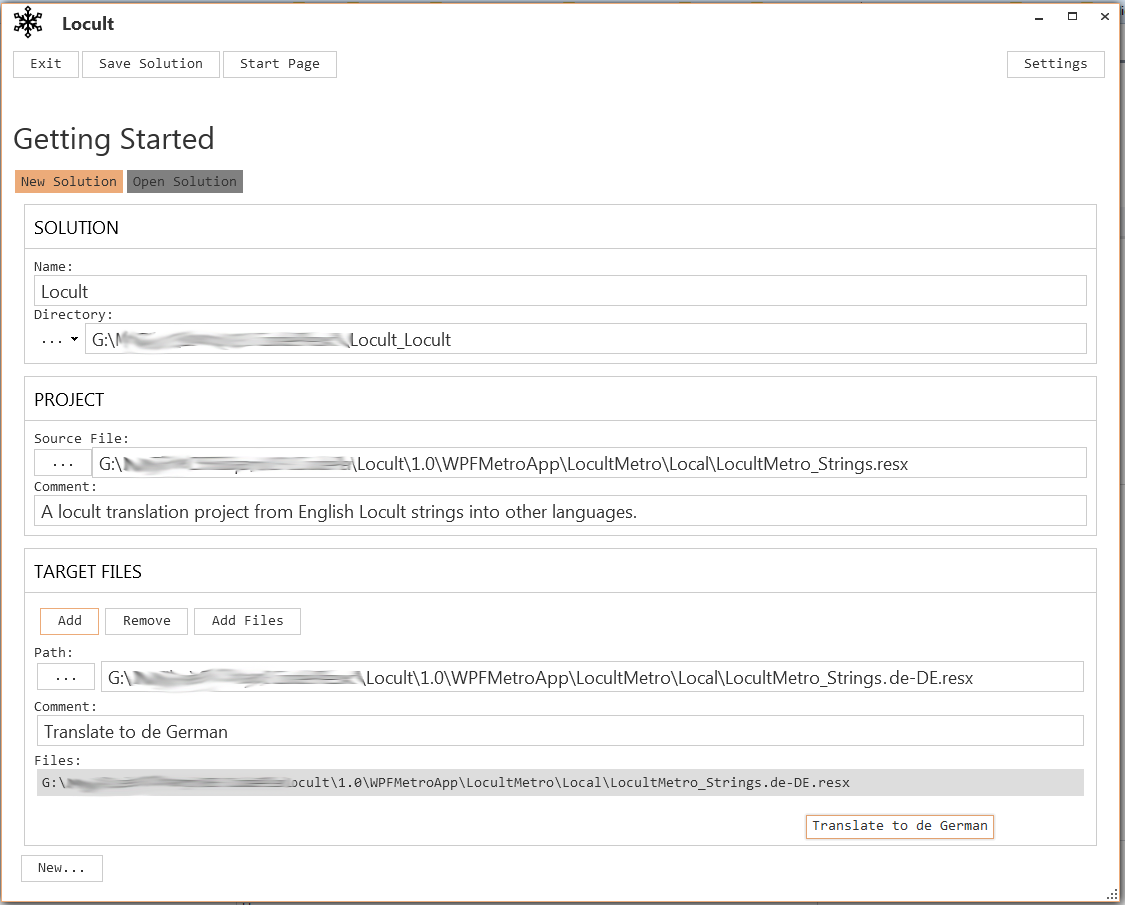 Locult
Exit Save Solution Start Page Settings
Getting Started
New Solution Open Solution
SOLUTION
Name:
Locult
Directory:
... G:\ \Locult_Locult
PROJECT
Source File:
... G:\ \Locult\1.0\WPFMetroApp\LocultMetro\Local\LocultMetro_Strings.resx
Comment:
A locult translation project from English Locult strings into other languages.
TARGET FILES
Add Remove Add Files
Path:
... G:\ \Locult\1.0\WPFMetroApp\LocultMetro\Local\LocultMetro_Strings.de-DE.resx
Comment:
Translate to de German
Files:
G:\ ocult\1.0\WPFMetroApp\LocultMetro\Local\LocultMetro_Strings.de-DE.resx
Translate to de German
New...